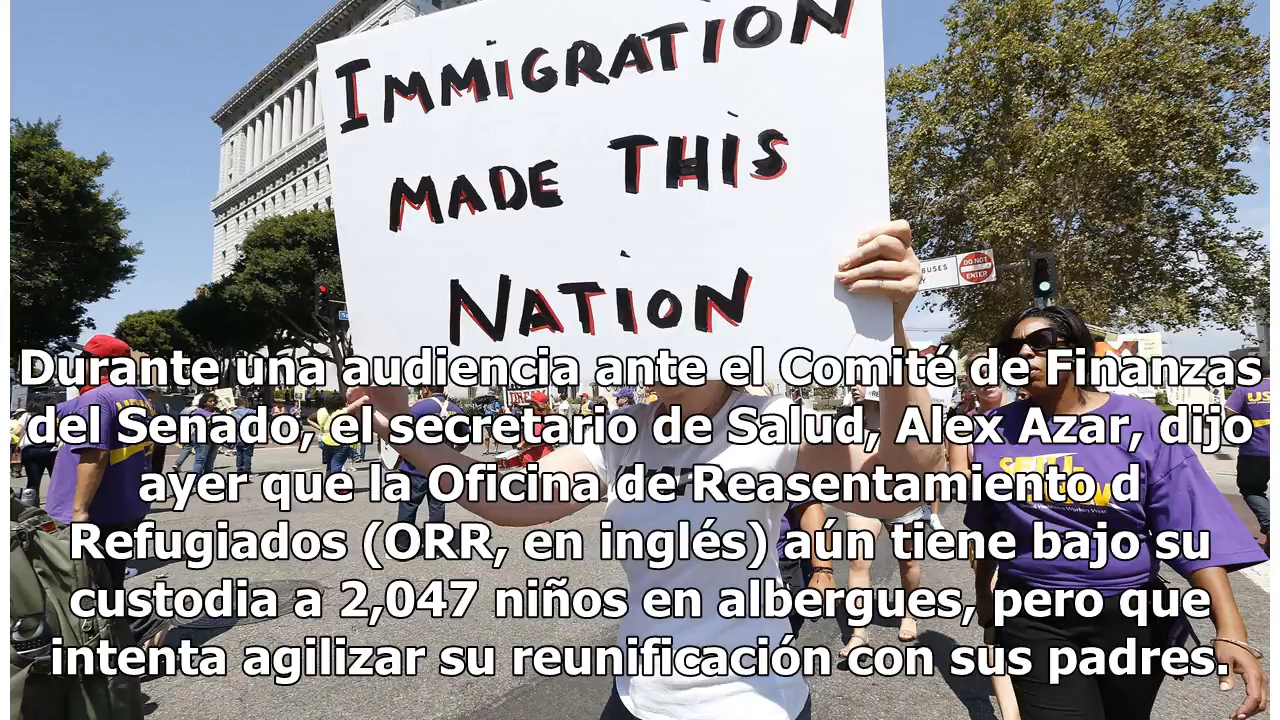 IMMIGRATION
MADE THIS
NATION
BUSES
DO NOT
ENTER
Durante una audiencia ante el Comité de Finanzas
del Senado, el secretario de Salud, Alex Azar, dijo
ayer que la Oficina de Reasentamiento d
Refugiados (ORR, en inglés) aún tiene bajo su
custodia a 2,047 niños en albergues, pero que
intenta agilizar su reunificación con sus padres.